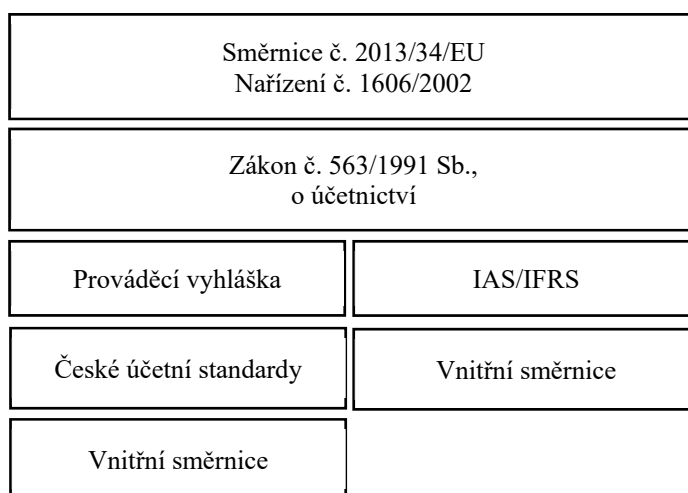 Směrnice č. 2013/34/EU
Nařízení č. 1606/2002
Zákon č. 563/1991 Sb.,
o účetnictví
Prováděcí vyhláška
IAS/IFRS
České účetní standardy
Vnitřní směrnice
Vnitřní směrnice